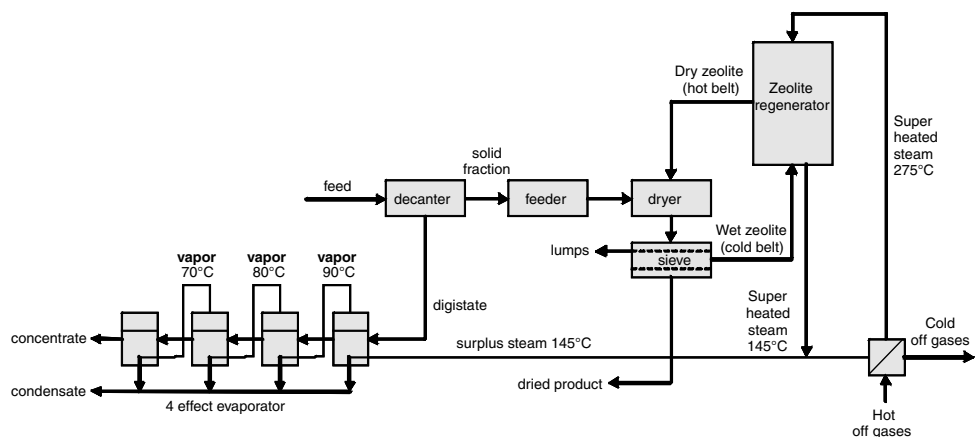 Dry zeolite
(hot belt)
Zeolite
regenerator
Super
heated
steam
275°C
solid
fraction
feed
decanter
feeder
dryer
Wet zeolite
(cold belt)
lumps
sieve
vapor
70°C
vapor
80°C
vapor
90°C
digistate
Super
heated
steam
145°C
concentrate
surplus steam 145°C
Cold
off gases
condensate
4 effect evaporator
dried product
Hot
off gases